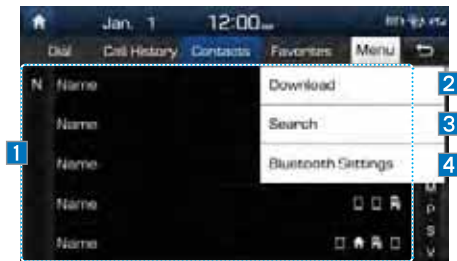 Jan. 1 12:00
Dial Call History Contacts Favorites Menu
N Name Download 2
Name Search 3
1
Name Bluetooth Settings 4
M
Name P
S
Name V